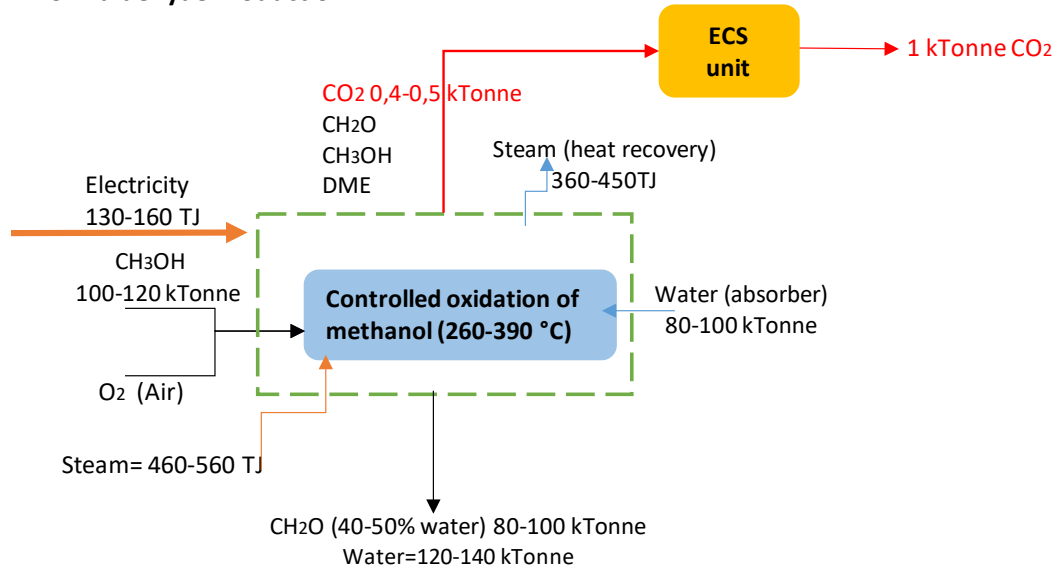 ECS
unit
1 kTonne CO2
CO2 0,4-0,5 kTonne
CH2O
CH3OH
DME
Steam (heat recovery)
360-450TJ
Electricity
130-160 TJ
CH3OH
100-120 kTonne
O2 (Air)
Controlled oxidation of
methanol (260-390 °C)
Water (absorber)
80-100 kTonne
Steam= 460-560 TJ
CH2O (40-50% water) 80-100 kTonne
Water=120-140 kTonne